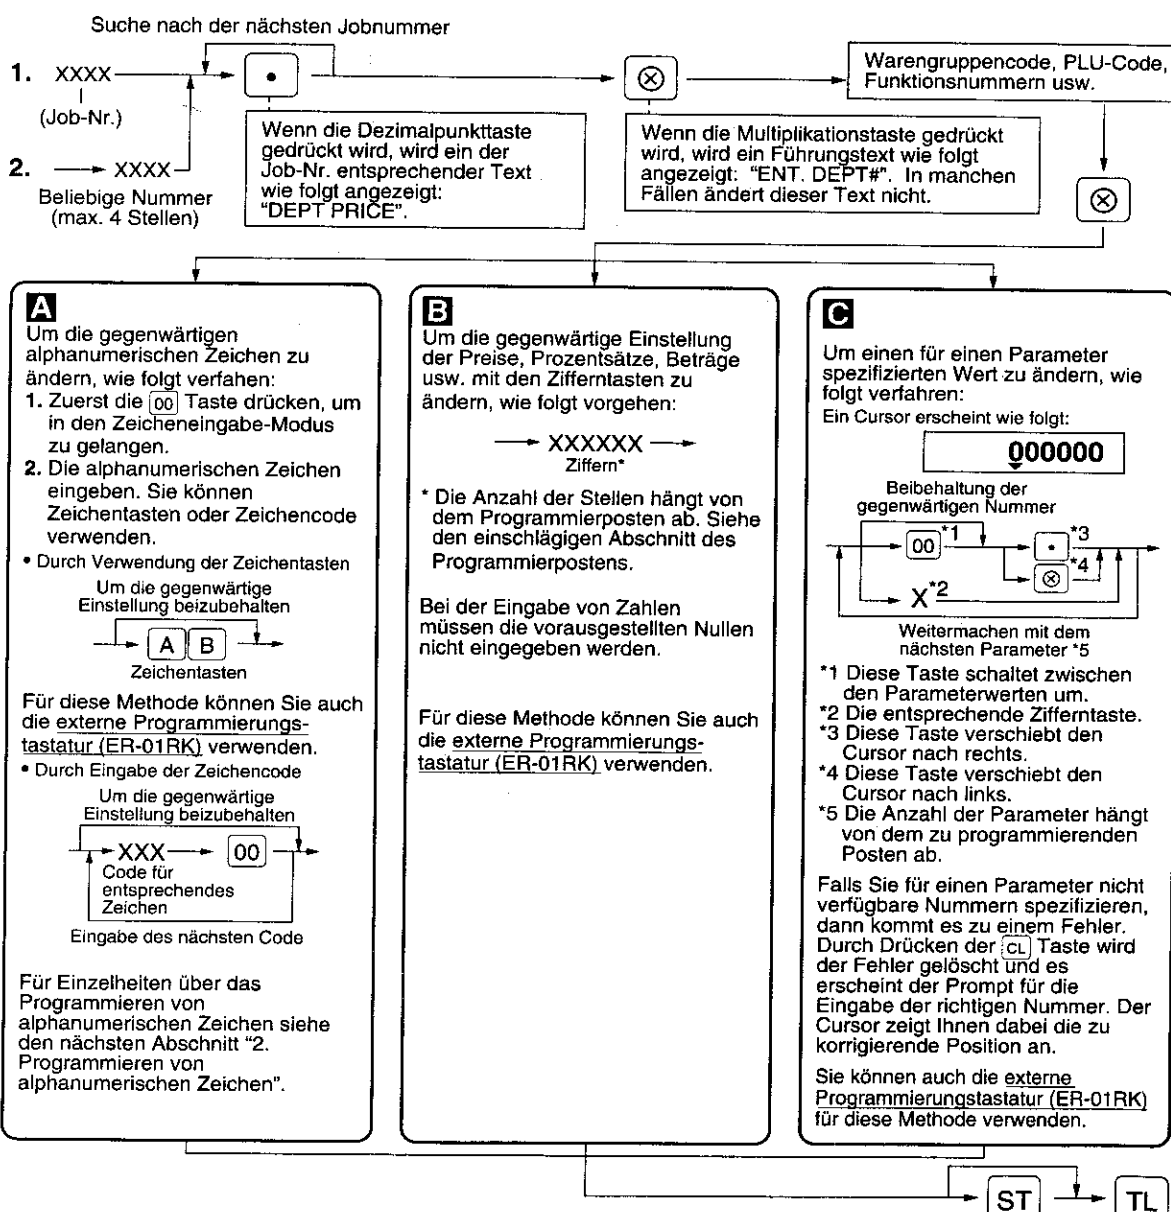 Suche nach der nächsten Jobnummer
1. XXXX
(Job-Nr.)
•
⊗
Warengruppencode, PLU-Code,
Funktionsnummern usw.
2. XXXX
Beliebige Nummer
(max. 4 Stellen)
Wenn die Dezimalpunkttaste
gedrückt wird, wird ein der
Job-Nr. entsprechender Text
wie folgt angezeigt:
“DEPT PRICE”.
Wenn die Multiplikationstaste gedrückt
wird, wird ein Führungstext wie folgt
angezeigt: “ENT. DEPT#”. In manchen
Fällen ändert dieser Text nicht.
⊗
A
Um die gegenwärtigen
alphanumerischen Zeichen zu
ändern, wie folgt verfahen:
1. Zuerst die 00 Taste drücken, um
in den Zeicheneingabe-Modus
zu gelangen.
2. Die alphanumerischen Zeichen
eingeben. Sie können
Zeichentasten oder Zeichencode
verwenden.
• Durch Verwendung der Zeichentasten
Um die gegenwärtige
Einstellung beizubehalten
A B
Zeichentasten
Für diese Methode können Sie auch
die externe Programmierungs-
tastatur (ER-01RK) verwenden.
• Durch Eingabe der Zeichencode
Um die gegenwärtige
Einstellung beizubehalten
XXX 00
Code für
entsprechendes
Zeichen
Eingabe des nächsten Code
Für Einzelheiten über das
Programmieren von
alphanumerischen Zeichen siehe
den nächsten Abschnitt “2.
Programmieren von
alphanumerischen Zeichen”.
B
Um die gegenwärtige Einstellung
der Preise, Prozentsätze, Beträge
usw. mit den Zifferntasten zu
ändern, wie folgt vorgehen:
XXXXXX
Ziffern*
* Die Anzahl der Stellen hängt von
dem Programmierposten ab. Siehe
den einschlägigen Abschnitt des
Programmierpostens.
Bei der Eingabe von Zahlen
müssen die vorausgestellten Nullen
nicht eingegeben werden.
Für diese Methode können Sie auch
die externe Programmierungs-
tastatur (ER-01RK) verwenden.
C
Um einen für einen Parameter
spezifizierten Wert zu ändern, wie
folgt verfahren:
Ein Cursor erscheint wie folgt:
000000
Beibehaltung der
gegenwärtigen Nummer
00 *1 • *3
⊗ *4
X*2
Weitermachen mit dem
nächsten Parameter *5
*1 Diese Taste schaltet zwischen
den Parameterwerten um.
*2 Die entsprechende Zifferntaste.
*3 Diese Taste verschiebt den
Cursor nach rechts.
*4 Diese Taste verschiebt den
Cursor nach links.
*5 Die Anzahl der Parameter hängt
von dem zu programmierenden
Posten ab.
Falls Sie für einen Parameter nicht
verfügbare Nummern spezifizieren,
dann kommt es zu einem Fehler.
Durch Drücken der CL Taste wird
der Fehler gelöscht und es
erscheint der Prompt für die
Eingabe der richtigen Nummer. Der
Cursor zeigt Ihnen dabei die zu
korrigierende Position an.
Sie können auch die externe
Programmierungstastatur (ER-01RK)
für diese Methode verwenden.
ST TL